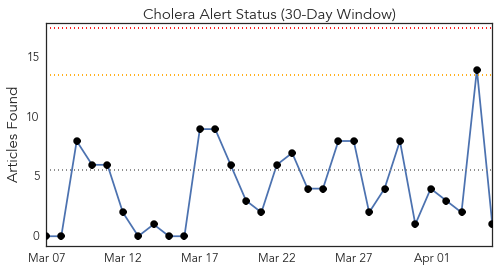 Cholera Alert Status (30-Day Window)
Articles Found
15
10
5
0
Mar 07 Mar 12 Mar 17 Mar 22 Mar 27 Apr 01